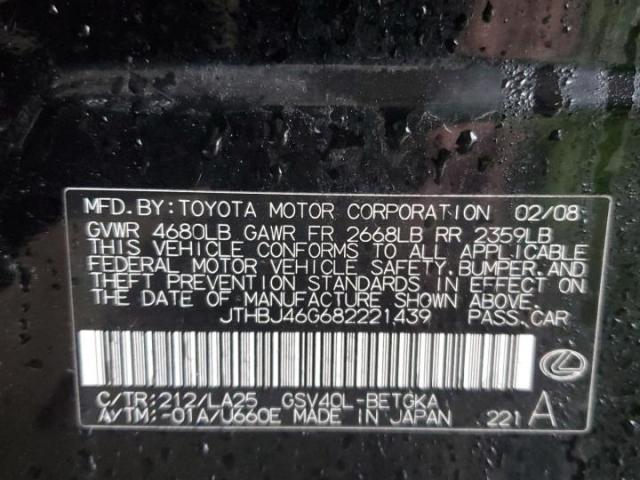 MFD. BY: TOYOTA MOTOR CORPORATION 02/08
GVWR 4680LB GAWR FR 2668LB RR 2359LB
THIS VEHICLE CONFORMS TO ALL APPLICABLE
FEDERAL MOTOR VEHICLE SAFETY, BUMPER, AND
THEFT PREVENTION STANDARDS IN EFFECT ON
THE DATE OF MANUFACTURE SHOWN ABOVE.
JTHBJ46G682221439 PASS. CAR
C/TR: 212/LA25 GSV40L-BETGKA
A/TM: -01A/U660E MADE IN JAPAN 221 A